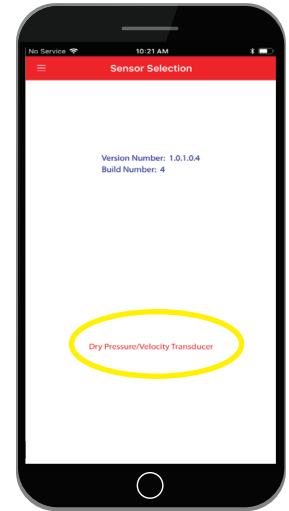 No Service 10:21 AM
Sensor Selection
Version Number: 1.0.1.0.4
Build Number: 4
Dry Pressure/Velocity Transducer